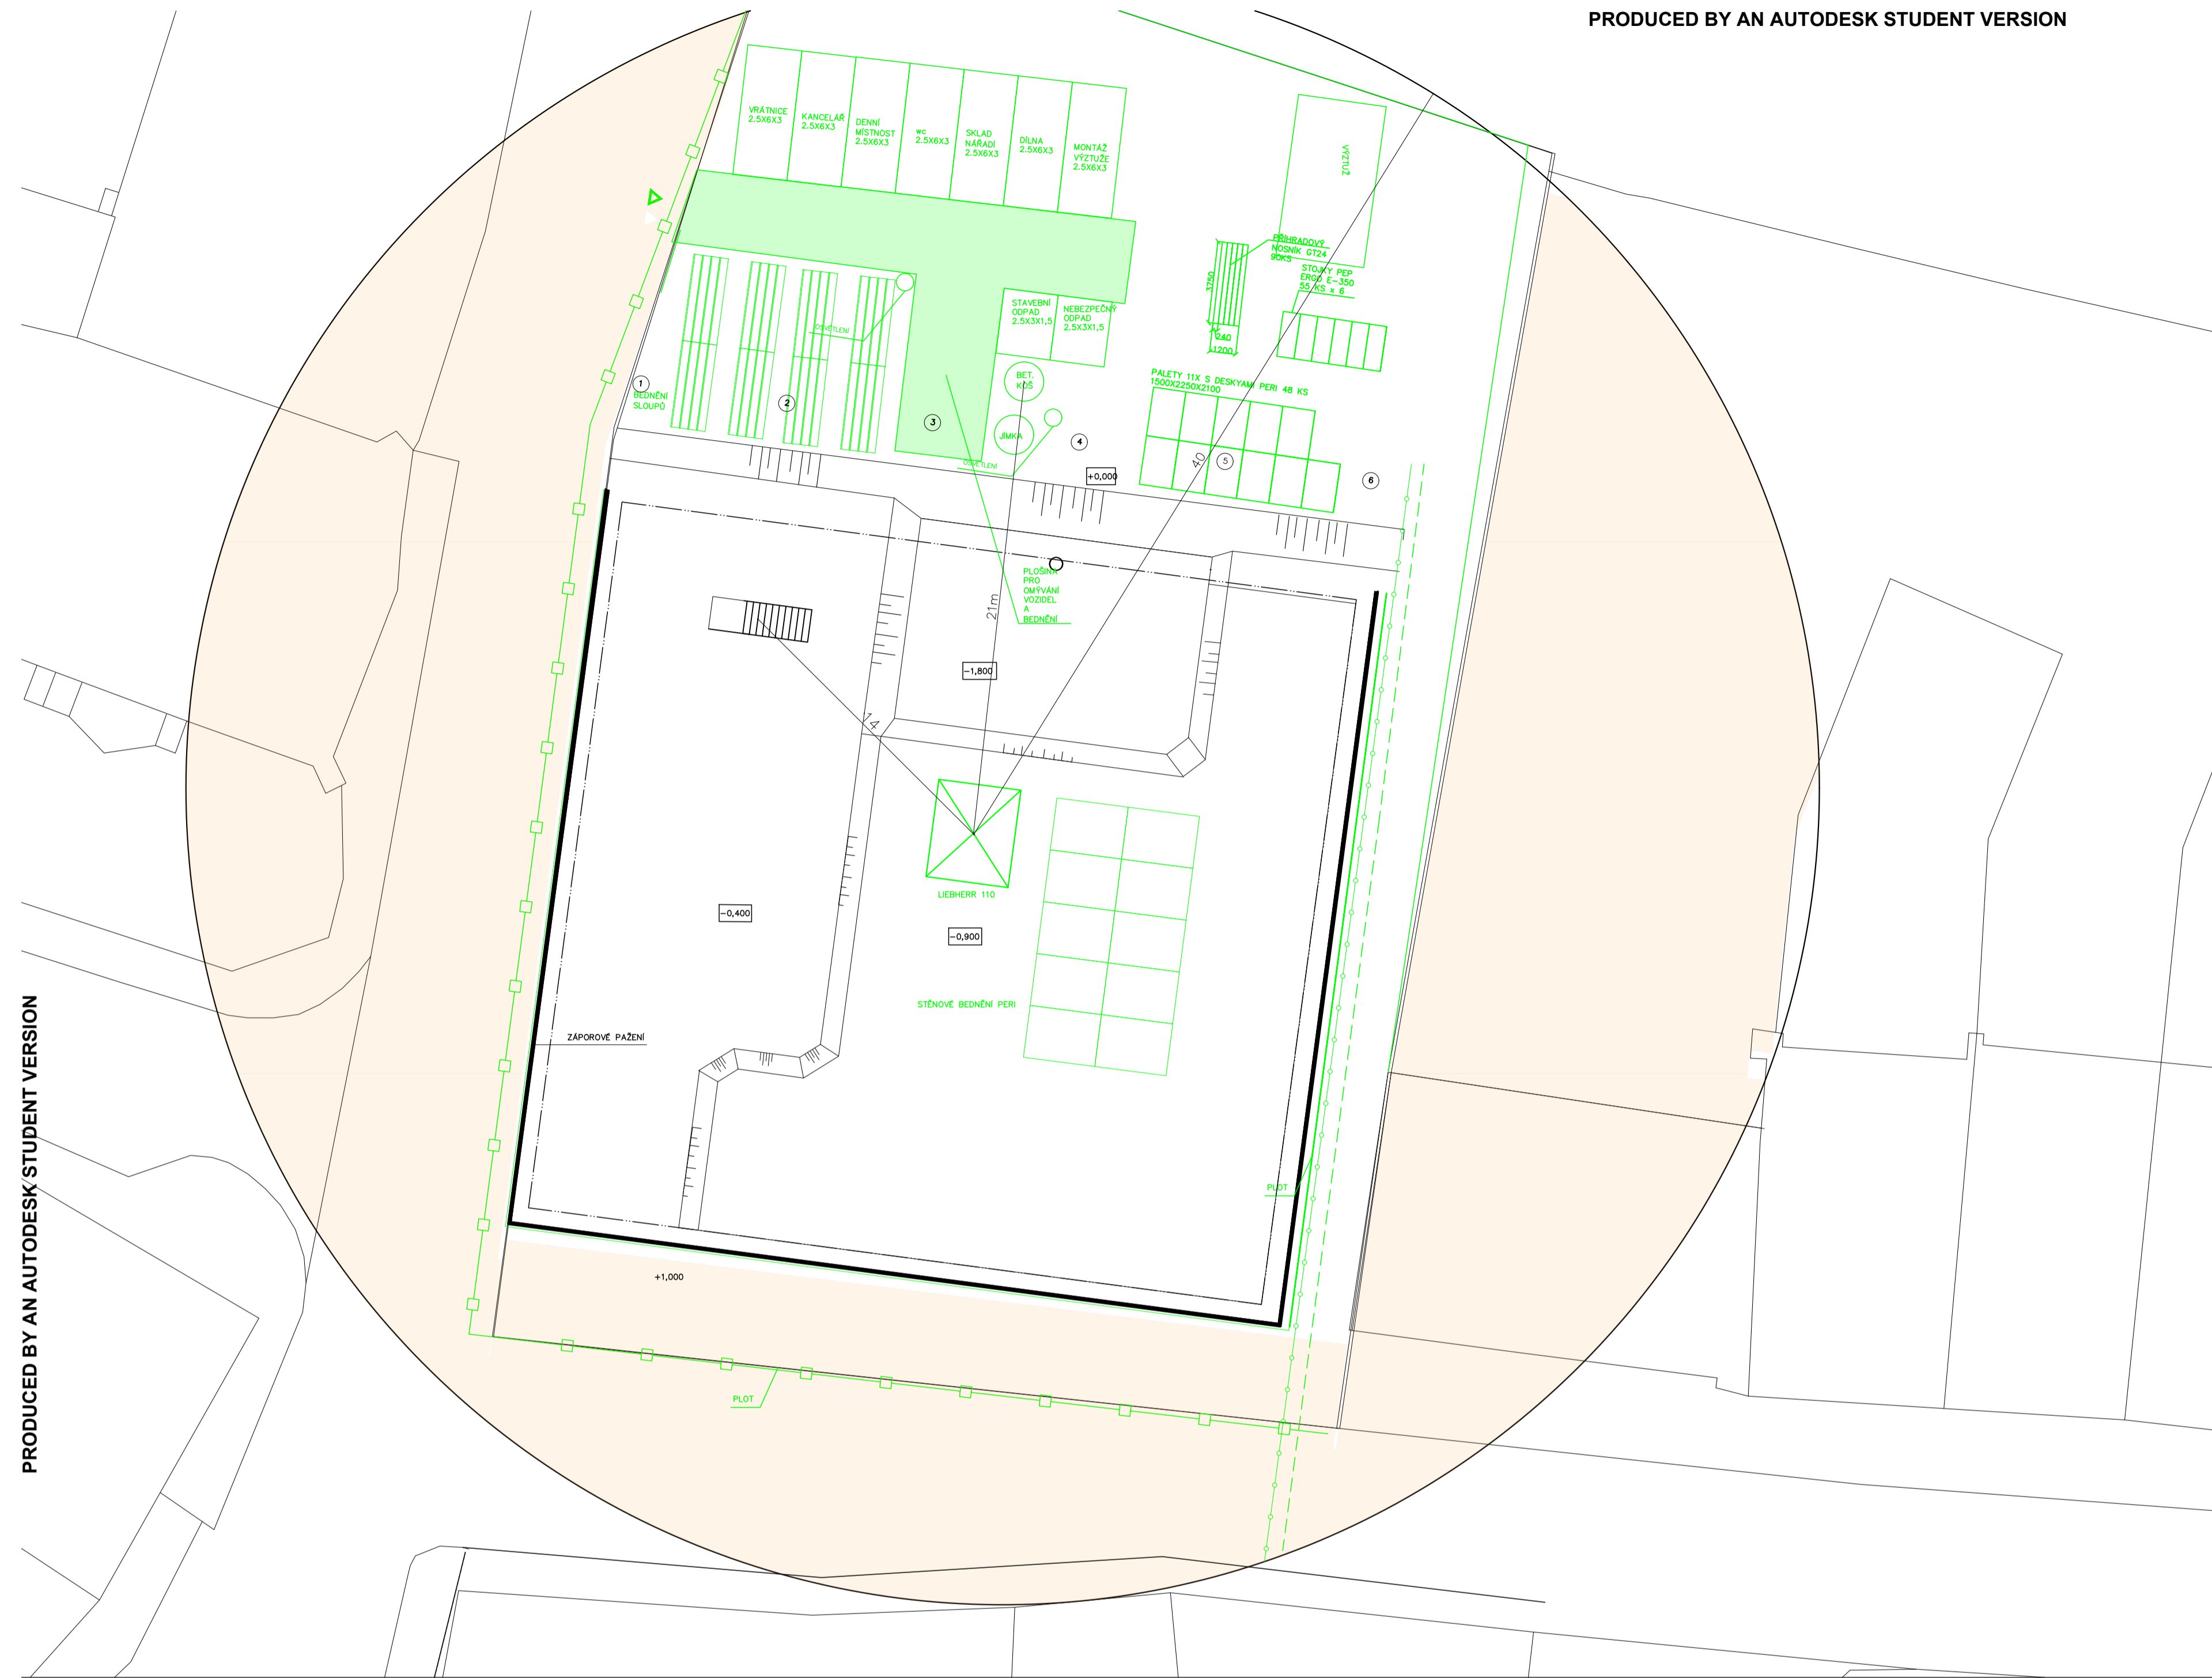 PRODUCED BY AN AUTODESK STUDENT VERSION
VRÁTNICE
2.5X6X3
KANCELÁŘ
2.5X6X3
DENNÍ
MÍSTNOST
2.5X6X3
wc
2.5X6X3
SKLAD
NÁŘADÍ
2.5X6X3
DÍLNA
2.5X6X3
MONTÁŽ
VÝZTUŽE
2.5X6X3
VÝZTUŽ
PŘÍHRADOVÝ
NOSNÍK GT24
90KS
STOJKY PEP
ERGO E-350
55 KS x 6
3750
240
1200
STAVEBNÍ
ODPAD
2.5X3X1,5
NEBEZPEČNÝ
ODPAD
2.5X3X1,5
OSVĚTLENÍ
BET.
KOŠ
JÍMKA
OSVĚTLENÍ
PALETY 11X S DESKYAMI PERI 48 KS
1500X2250X2100
1
BEDNĚNÍ
SLOUPŮ
2
3
4
5
6
+0,000
40
PLOŠINA
PRO
OMÝVÁNÍ
VOZIDEL
A
BEDNĚNÍ
21m
-1,800
14
LIEBHERR 110
-0,400
-0,900
STĚNOVÉ BEDNĚNÍ PERI
ZÁPOROVÉ PAŽENÍ
PLOT
+1,000
PLOT
PRODUCED BY AN AUTODESK STUDENT VERSION